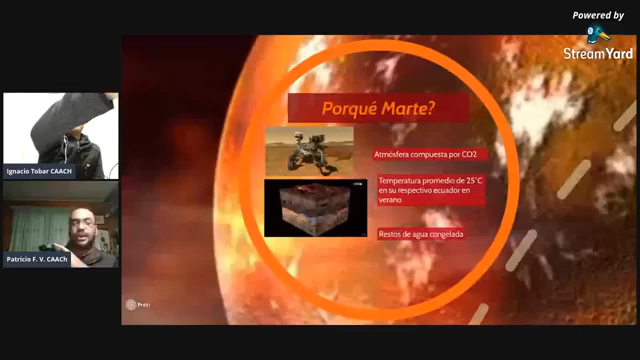 Powered by
StreamYard
Porqué Marte?
Atmósfera compuesta por CO2
Temperatura promedio de 25°C
en su respectivo ecuador en
verano
Restos de agua congelada
Ignacio Tobar CAACH
Patricio F. V. CAACh
Prezi